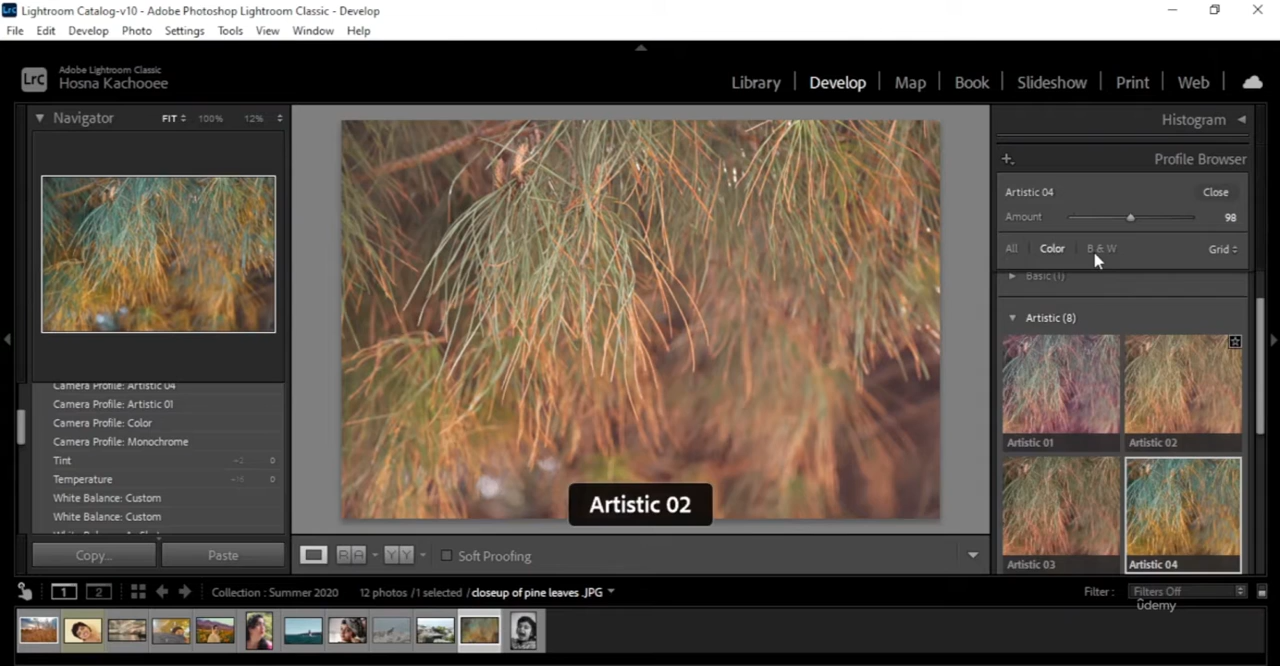 Lightroom Catalog-v10 - Adobe Photoshop Lightroom Classic - Develop
File Edit Develop Photo Settings Tools View Window Help
LrC
Adobe Lightroom Classic
Hosna Kachooee
Library Develop Map Book Slideshow Print Web
Navigator FIT 100% 12%
Histogram
Profile Browser
Artistic 04 Close
Amount 98
All Color B & W Grid
Basic (1)
Artistic (8)
Artistic 01 Artistic 02
Artistic 03 Artistic 04
Camera Profile: Artistic 04
Camera Profile: Artistic 01
Camera Profile: Color
Camera Profile: Monochrome
Tint -2 0
Temperature -18 0
White Balance: Custom
White Balance: Custom
Artistic 02
Copy... Paste
R A Y Y Soft Proofing
1 2 Collection : Summer 2020 12 photos / 1 selected / closeup of pine leaves .JPG Filter : Filters Off
ûdemy